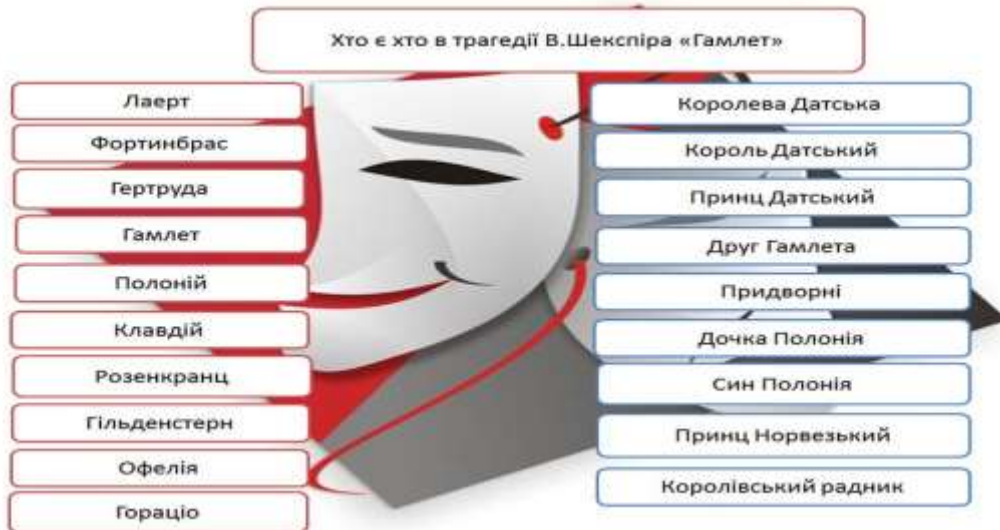 Хто є хто в трагедії В.Шекспіра «Гамлет»
Лаерт
Фортинбрас
Гертруда
Гамлет
Полоній
Клавдій
Розенкранц
Гільденстерн
Офелія
Гораціо
Королева Датська
Король Датський
Принц Датський
Друг Гамлета
Придворні
Дочка Полонія
Син Полонія
Принц Норвезький
Королівський радник